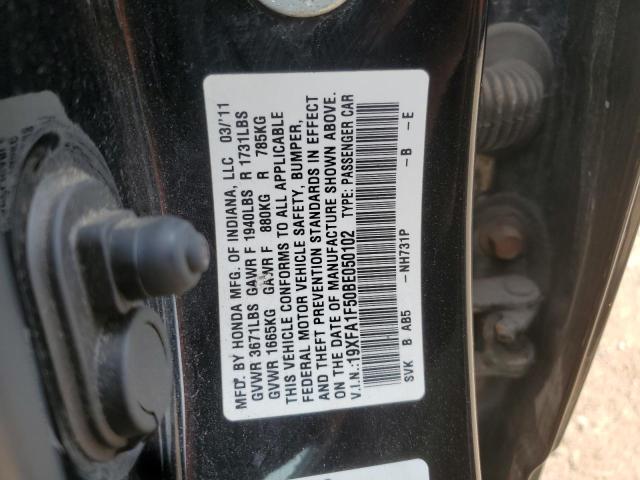 MFD. BY HONDA MFG. OF INDIANA, LLC 03/'11
GVWR 3671LBS GAWR F 1940LBS R 1731LBS
GVWR 1665KG GAWR F 880KG R 785KG
THIS VEHICLE CONFORMS TO ALL APPLICABLE
FEDERAL MOTOR VEHICLE SAFETY, BUMPER,
AND THEFT PREVENTION STANDARDS IN EFFECT
ON THE DATE OF MANUFACTURE SHOWN ABOVE.
V.I.N.:19XFA1F50BE050102 TYPE: PASSENGER CAR
SVK B AB5 -NH731P -B -E